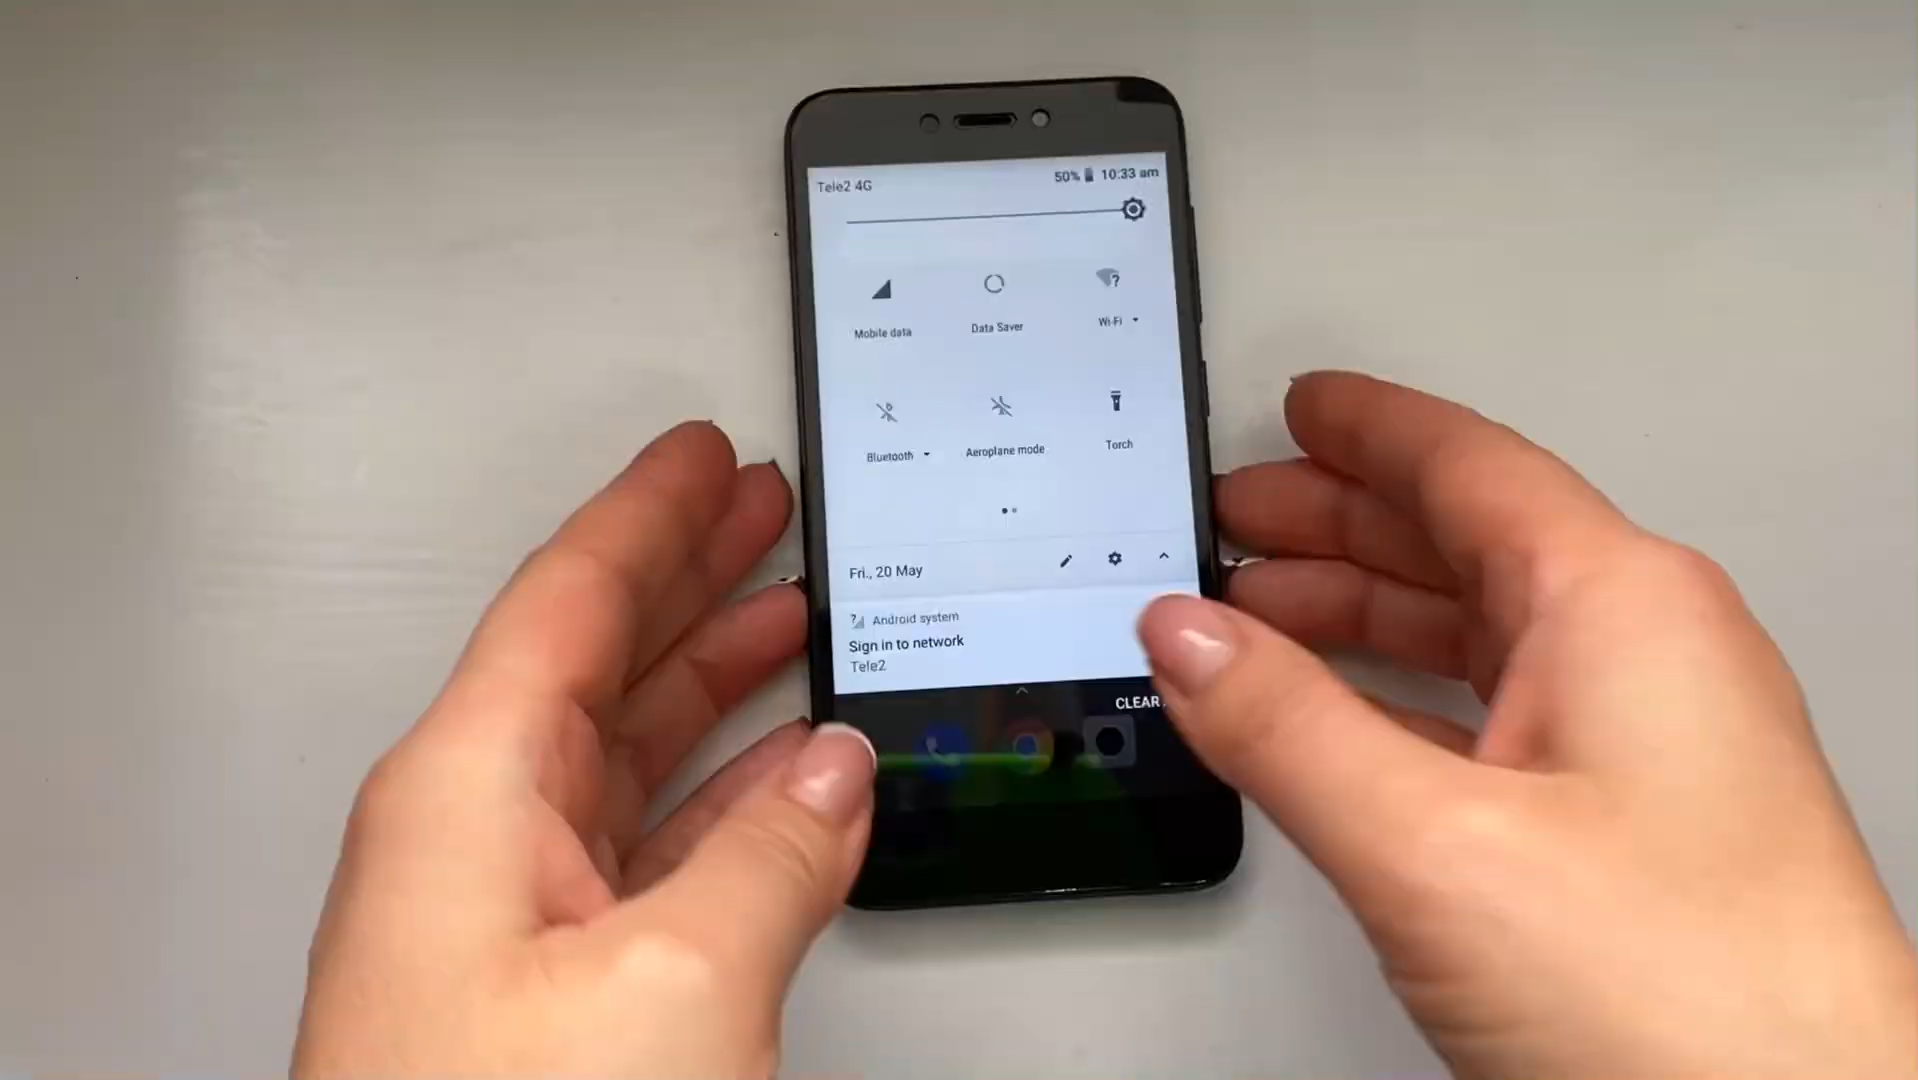 Tele2 4G
50% 10:33 am
Mobile data
Data Saver
Wi-Fi
Bluetooth
Aeroplane mode
Torch
Fri., 20 May
Android system
Sign in to network
Tele2
CLEAR